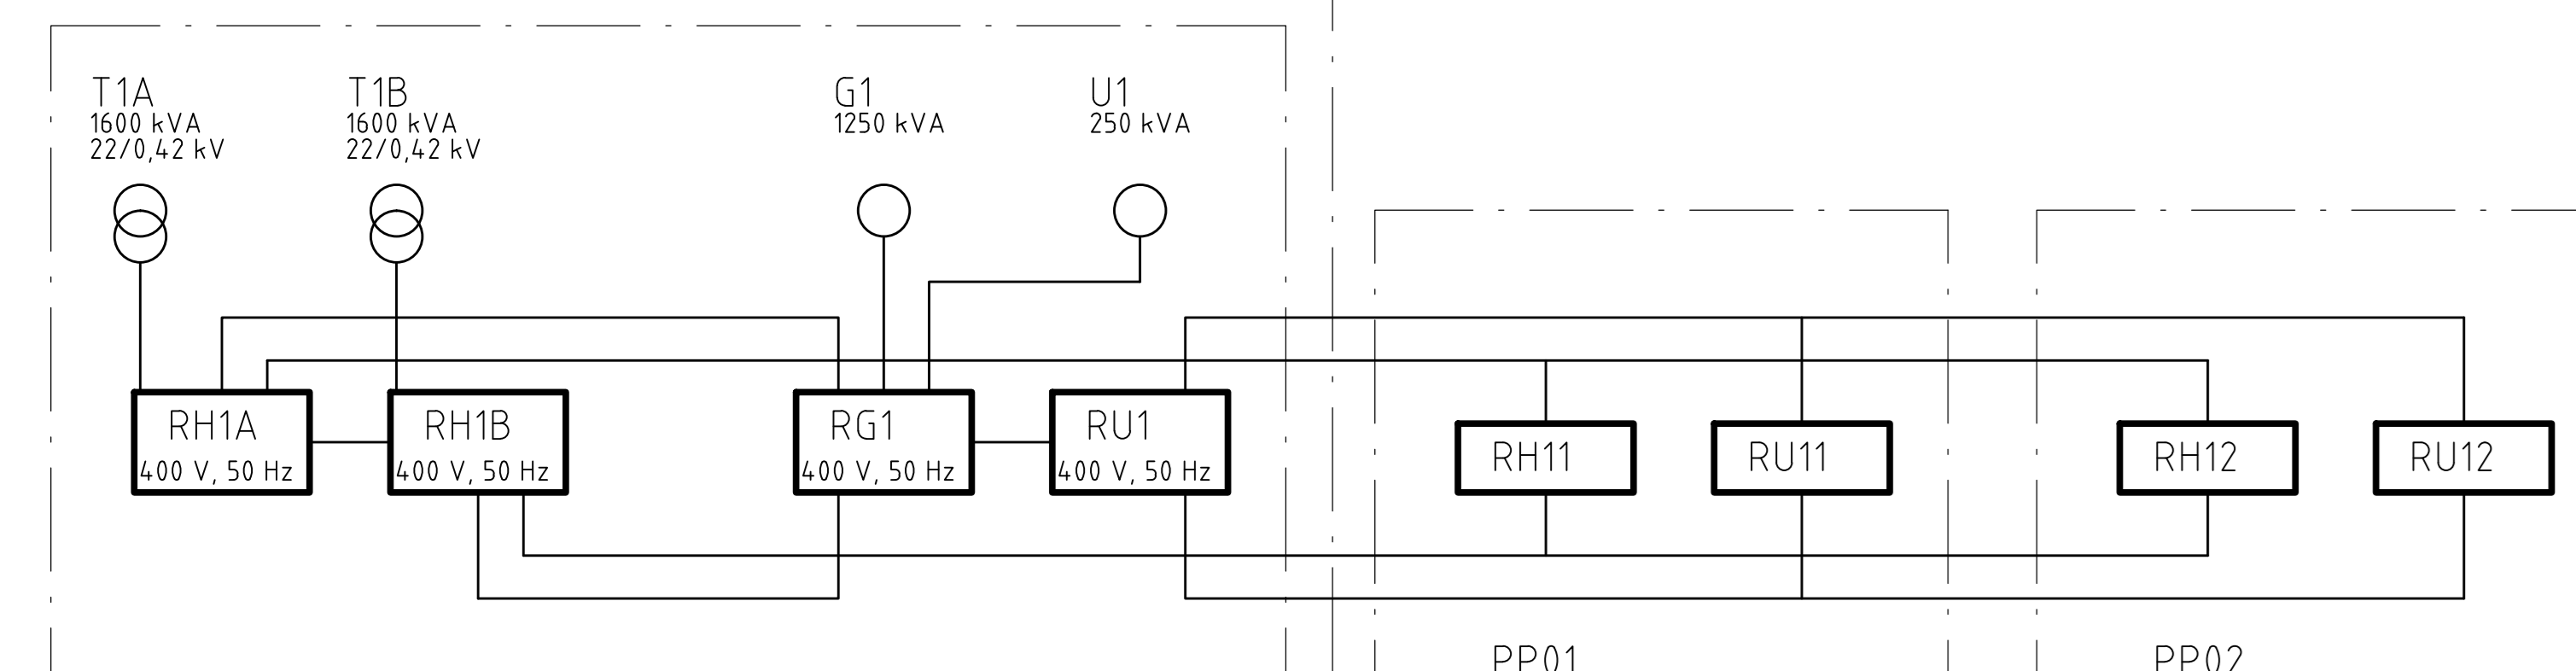 T1A
1600 kVA
22/0,42 kV
T1B
1600 kVA
22/0,42 kV
G1
1250 kVA
U1
250 kVA
RH1A
400 V, 50 Hz
RH1B
400 V, 50 Hz
RG1
400 V, 50 Hz
RU1
400 V, 50 Hz
RH11
RU11
RH12
RU12
PP01
PP02